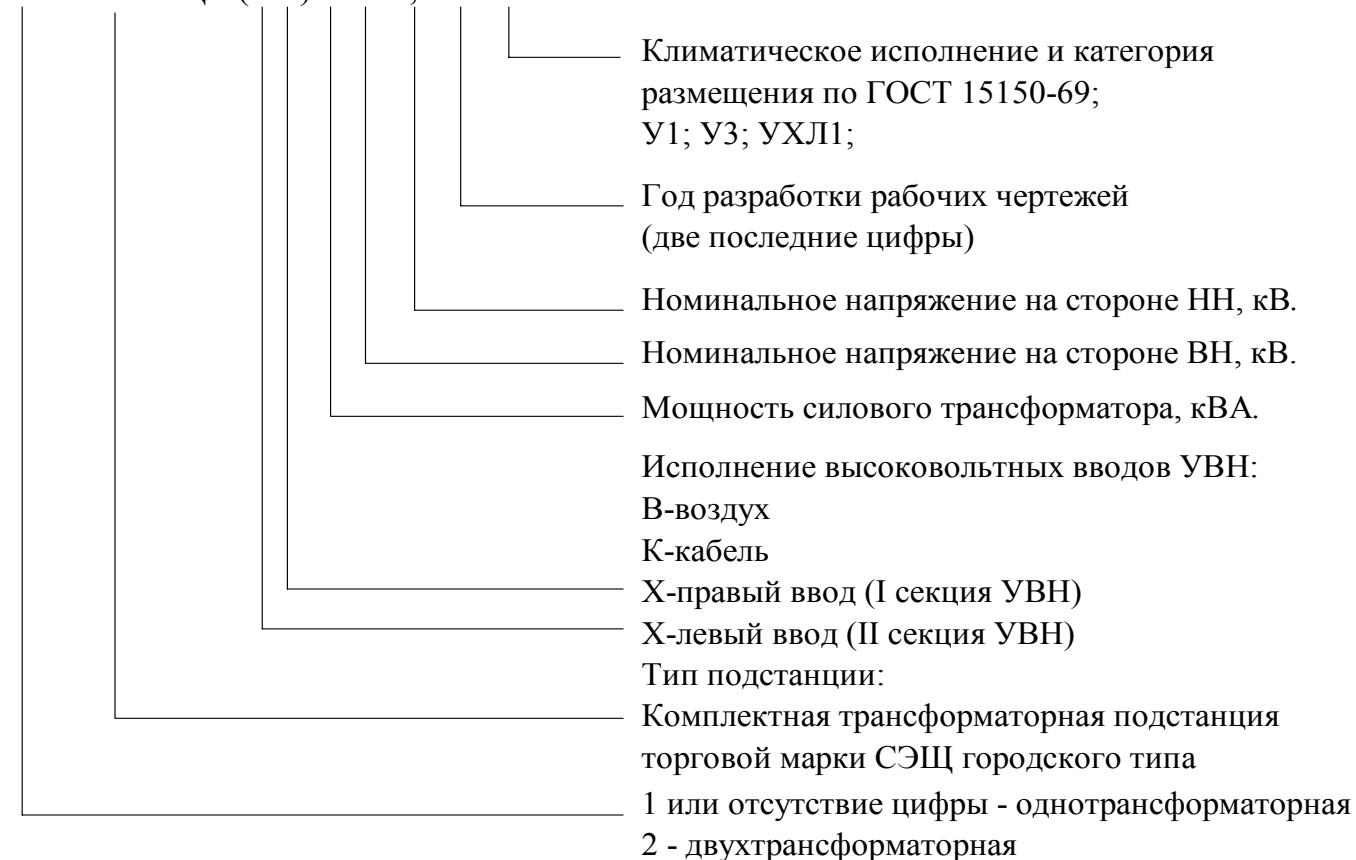 Климатическое исполнение и категория
размещения по ГОСТ 15150-69;
У1; У3; УХЛ1;
Год разработки рабочих чертежей
(две последние цифры)
Номинальное напряжение на стороне НН, кВ.
Номинальное напряжение на стороне ВН, кВ.
Мощность силового трансформатора, кВА.
Исполнение высоковольтных вводов УВН:
В-воздух
К-кабель
Х-правый ввод (I секция УВН)
Х-левый ввод (II секция УВН)
Тип подстанции:
Комплектная трансформаторная подстанция
торговой марки СЭЩ городского типа
1 или отсутствие цифры - однотрансформаторная
2 - двухтрансформаторная